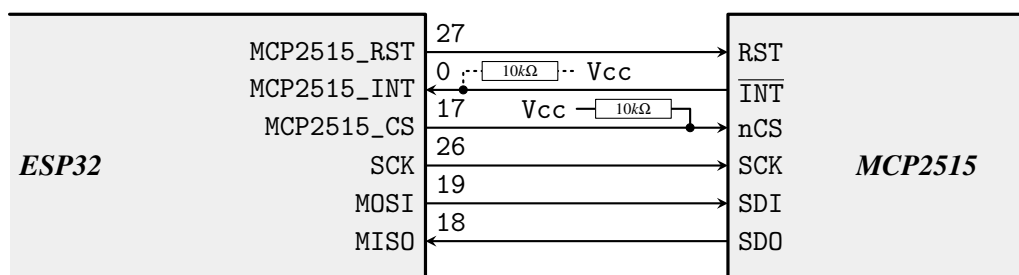 27
MCP2515_RST RST
0 10kΩ Vcc
MCP2515_INT INT
17 Vcc 10kΩ
MCP2515_CS nCS
26
ESP32 SCK SCK MCP2515
19
MOSI SDI
18
MISO SDO